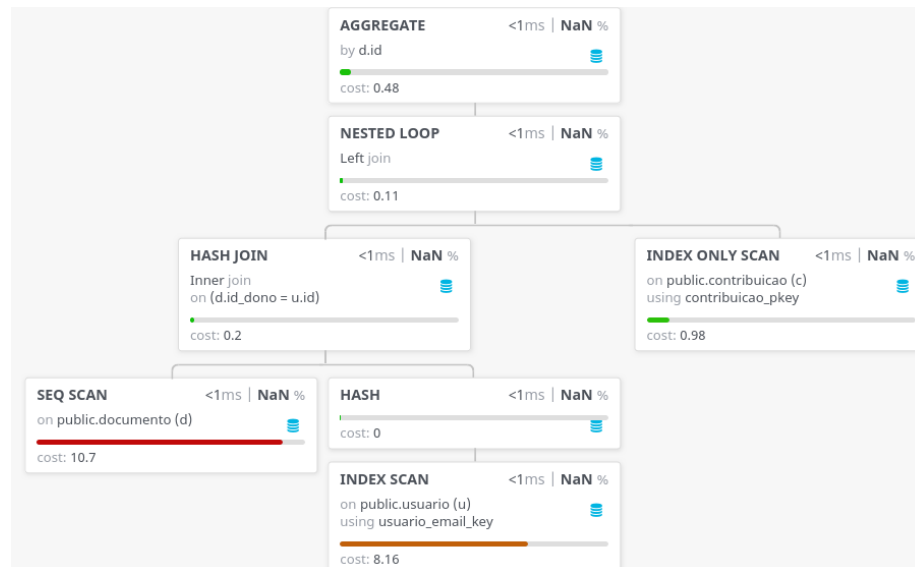 AGGREGATE <1ms | NaN %
by d.id
cost: 0.48
NESTED LOOP <1ms | NaN %
Left join
cost: 0.11
HASH JOIN <1ms | NaN %
Inner join
on (d.id_dono = u.id)
cost: 0.2
INDEX ONLY SCAN <1ms | NaN %
on public.contribuicao (c)
using contribuicao_pkey
cost: 0.98
SEQ SCAN <1ms | NaN %
on public.documento (d)
cost: 10.7
HASH <1ms | NaN %
cost: 0
INDEX SCAN <1ms | NaN %
on public.usuario (u)
using usuario_email_key
cost: 8.16